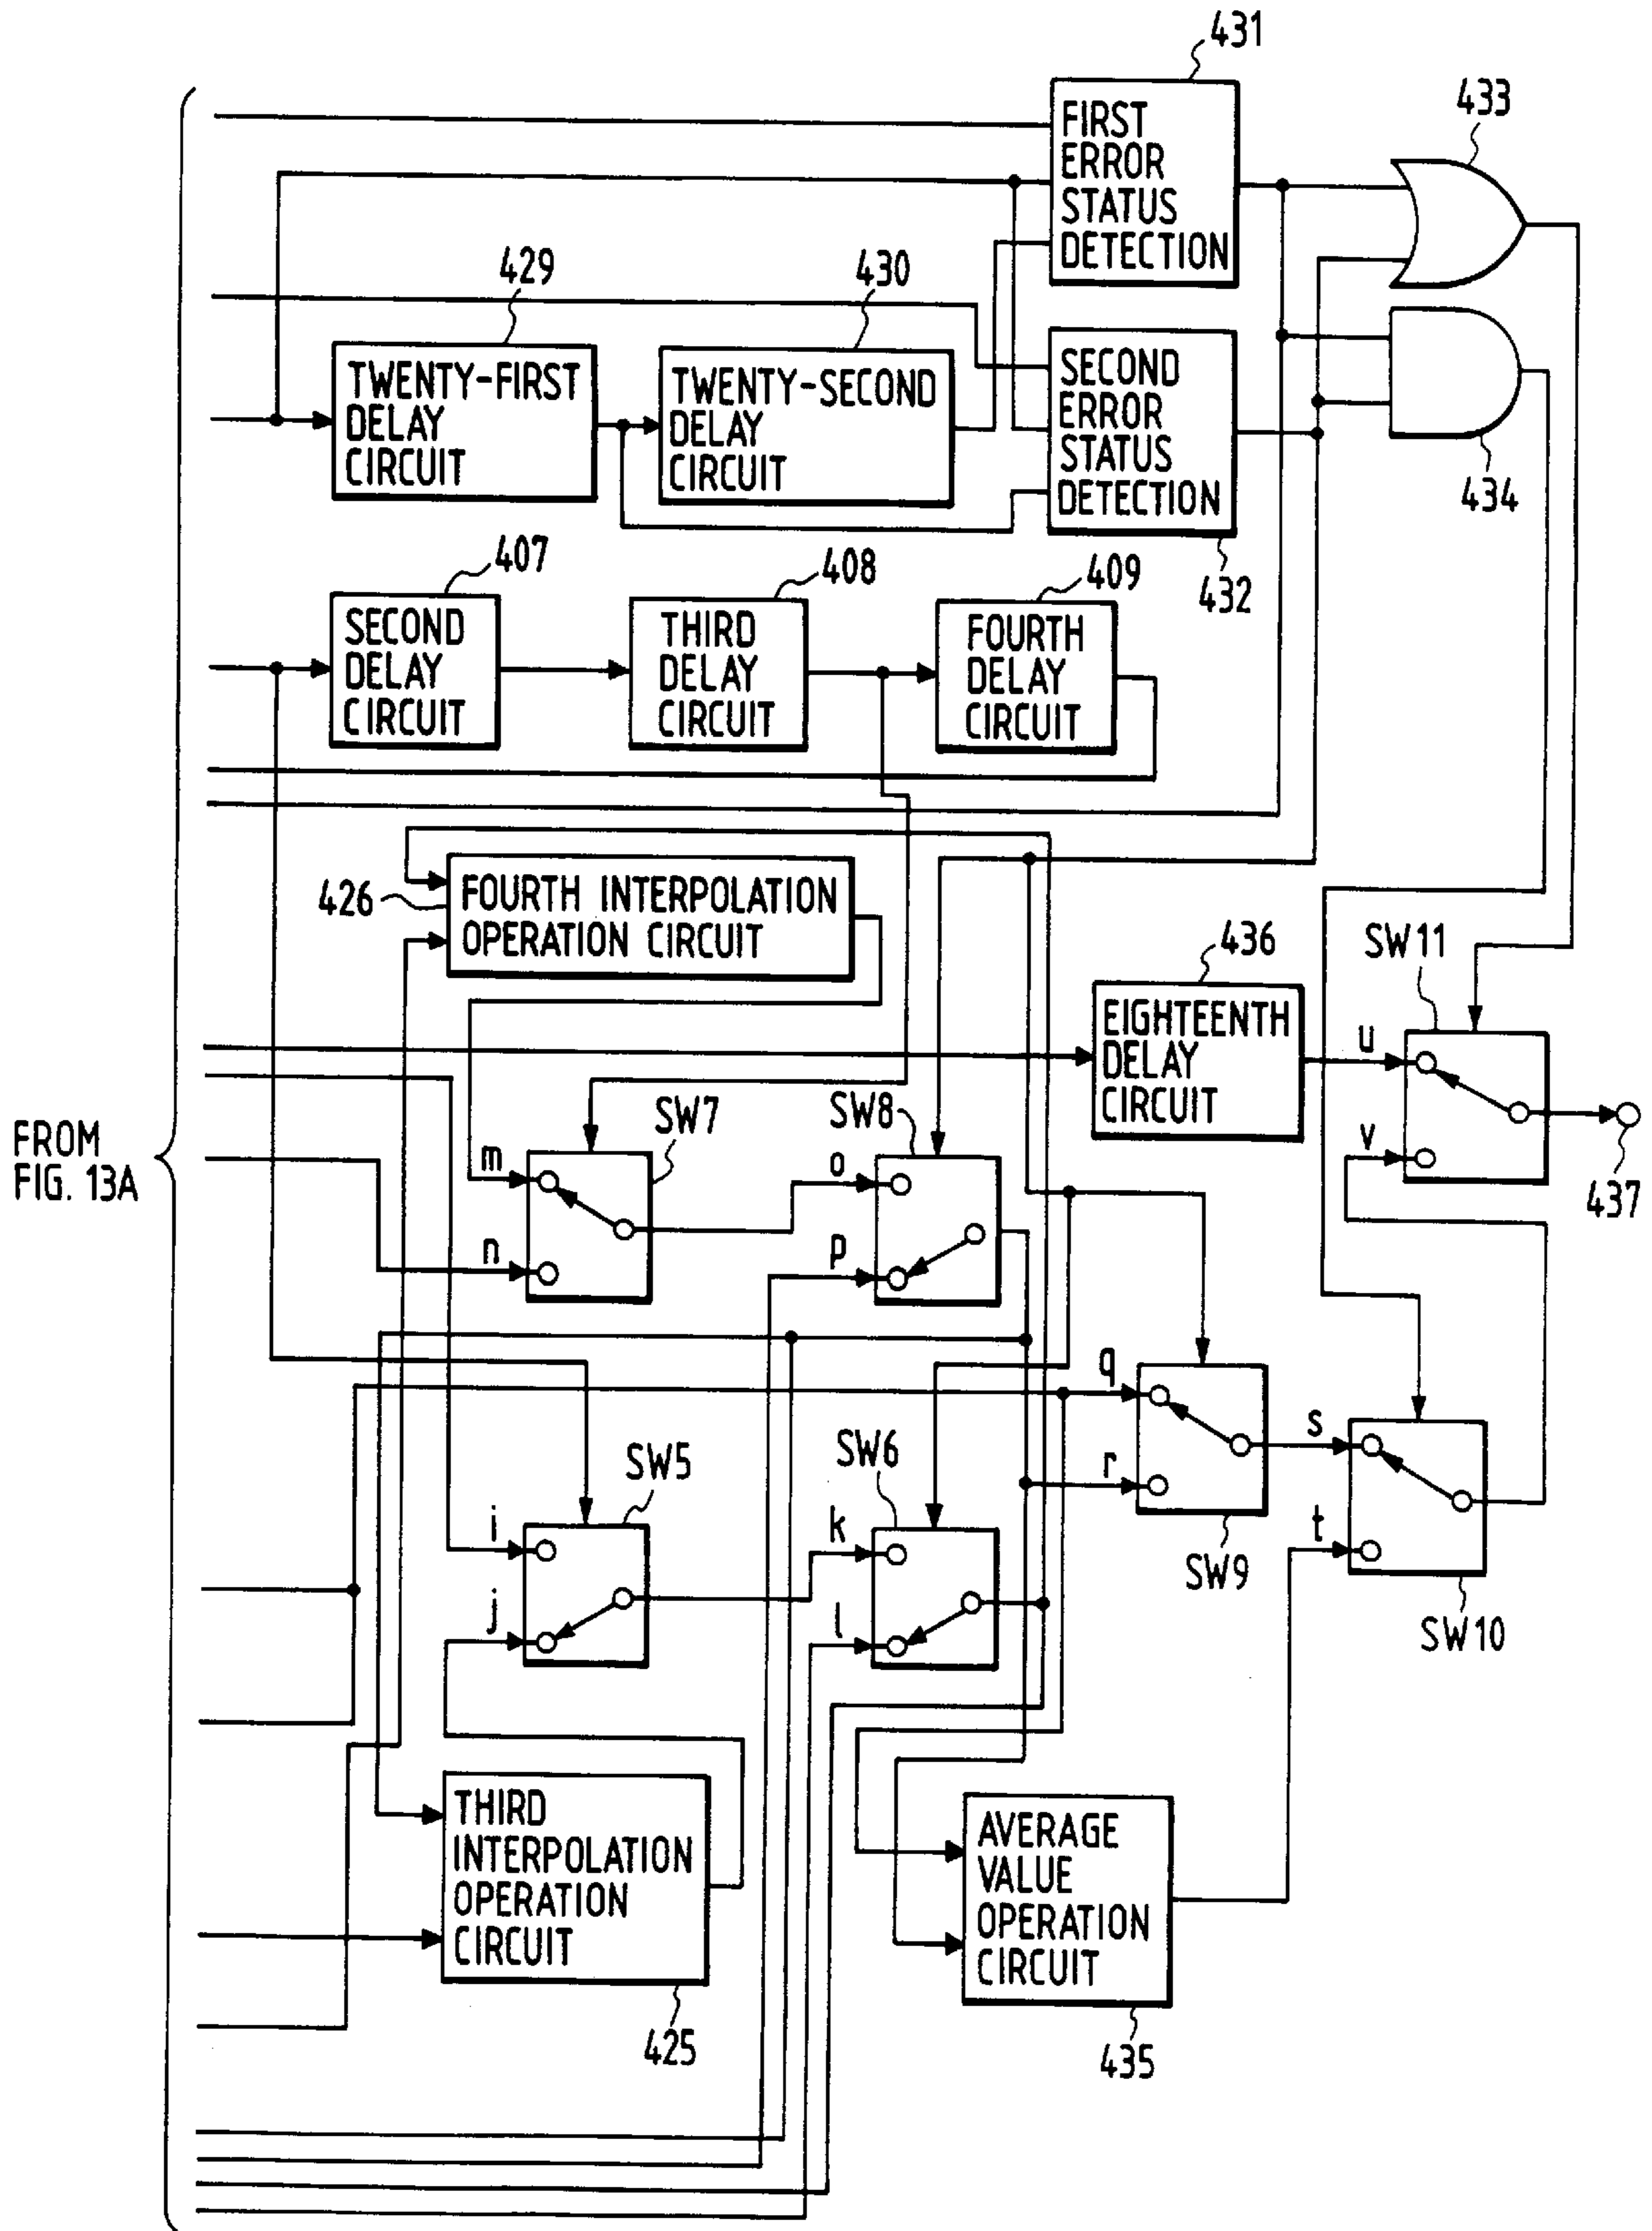 431
FIRST
ERROR
STATUS
DETECTION
433
429
TWENTY-FIRST
DELAY
CIRCUIT
430
TWENTY-SECOND
DELAY
CIRCUIT
SECOND
ERROR
STATUS
DETECTION
432
434
407
SECOND
DELAY
CIRCUIT
408
THIRD
DELAY
CIRCUIT
409
FOURTH
DELAY
CIRCUIT
426
FOURTH INTERPOLATION
OPERATION CIRCUIT
436
EIGHTEENTH
DELAY
CIRCUIT
SW11
u
v
437
FROM
FIG. 13A
SW7
m
n
SW8
o
p
q
r
SW9
s
t
SW10
SW5
i
j
SW6
k
l
THIRD
INTERPOLATION
OPERATION
CIRCUIT
425
AVERAGE
VALUE
OPERATION
CIRCUIT
435